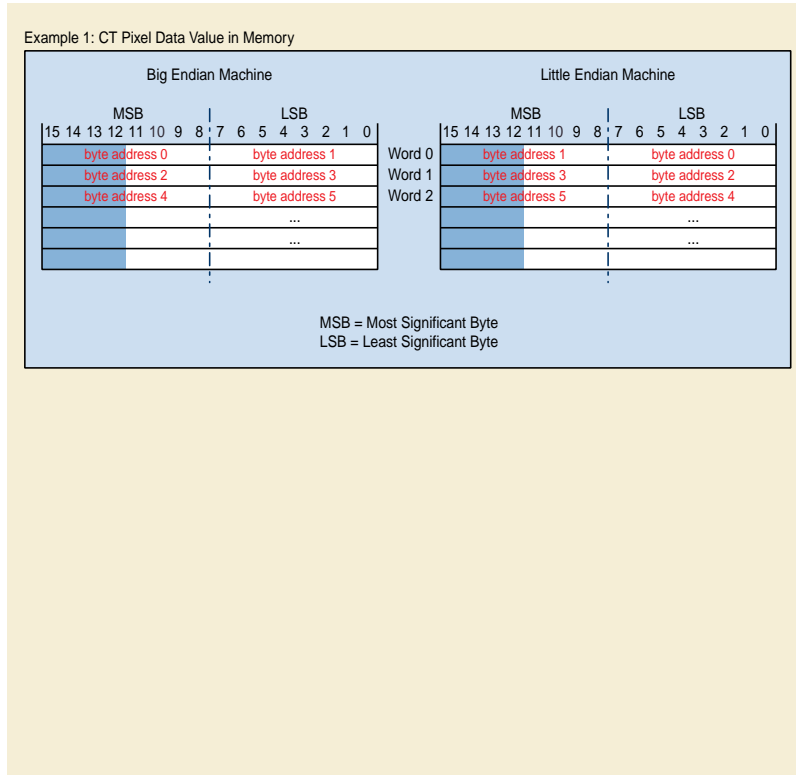 Example 1: CT Pixel Data Value in Memory
Big Endian Machine Little Endian Machine
MSB LSB MSB LSB
15 14 13 12 11 10 9 8 7 6 5 4 3 2 1 0 15 14 13 12 11 10 9 8 7 6 5 4 3 2 1 0
byte address 0 byte address 1 Word 0 byte address 1 byte address 0
byte address 2 byte address 3 Word 1 byte address 3 byte address 2
byte address 4 byte address 5 Word 2 byte address 5 byte address 4
... ...
... ...
MSB = Most Significant Byte
LSB = Least Significant Byte